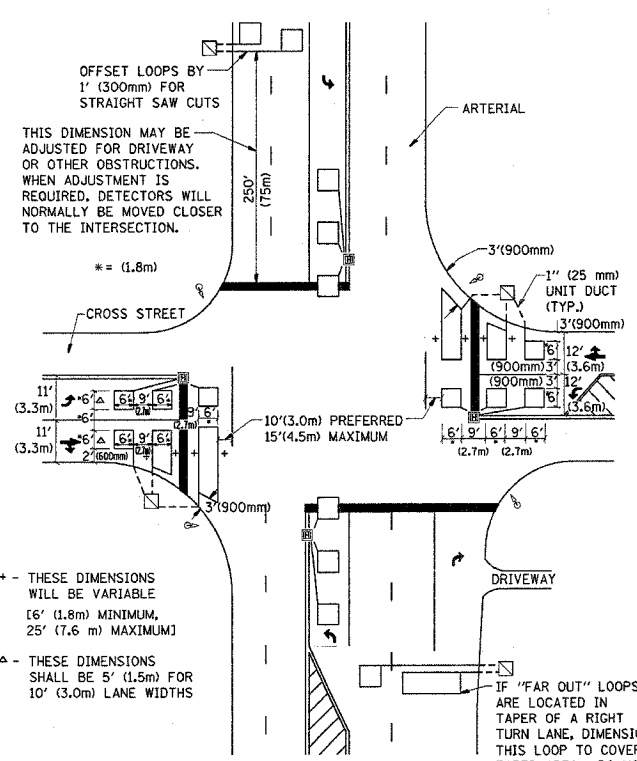 OFFSET LOOPS BY
1' (300mm) FOR
STRAIGHT SAW CUTS
THIS DIMENSION MAY BE
ADJUSTED FOR DRIVEWAY
OR OTHER OBSTRUCTIONS.
WHEN ADJUSTMENT IS
REQUIRED, DETECTORS WILL
NORMALLY BE MOVED CLOSER
TO THE INTERSECTION.
* = (1.8m)
250'
(75m)
ARTERIAL
3'(900mm)
1" (25 mm)
UNIT DUCT
(TYP.)
3'(900mm)
CROSS STREET
*6'
12'
(3.6m)
(900mm) 3'
(900mm) 3'
*6'
12'
(3.6m)
6' 9' 6' 9' 6'
* * *
(2.7m) (2.7m)
11'
(3.3m)
*6'
6' 9' 6'
(2.7m)
9' 6'
(2.7m) *
*6'
11'
(3.3m)
*6'
6' 9' 6'
(2.7m)
2' (600mm)
10'(3.0m) PREFERRED
15'(4.5m) MAXIMUM
3'(900mm)
+ - THESE DIMENSIONS
WILL BE VARIABLE
[6' (1.8m) MINIMUM,
25' (7.6 m) MAXIMUM]
△ - THESE DIMENSIONS
SHALL BE 5' (1.5m) FOR
10' (3.0m) LANE WIDTHS
DRIVEWAY
IF "FAR OUT" LOOPS
ARE LOCATED IN
TAPER OF A RIGHT
TURN LANE, DIMENSIO
THIS LOOP TO COVER